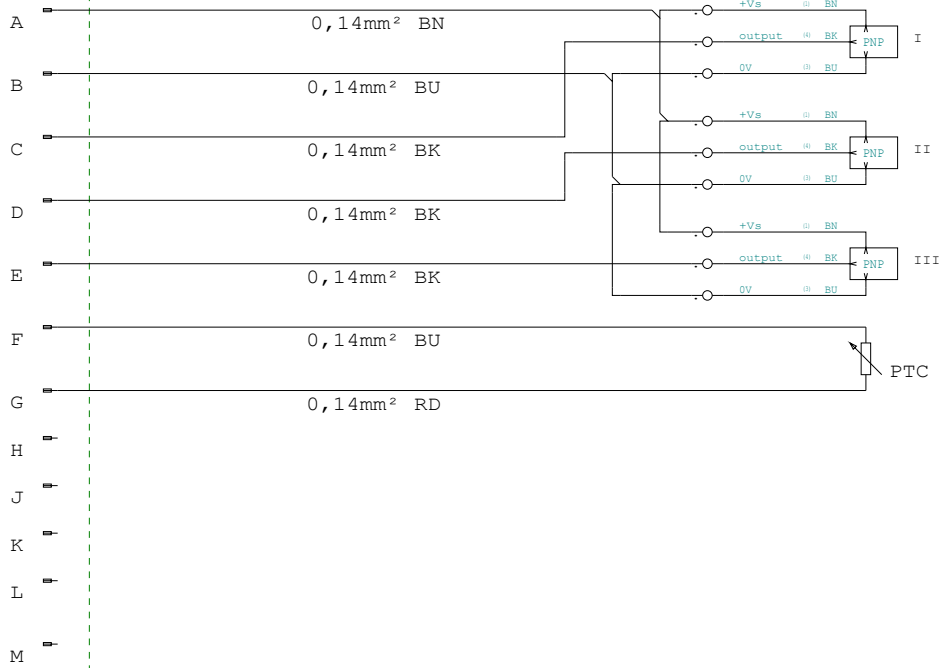 +Vs (1) BN
A 0,14mm² BN
output (4) BK PNP I
0V (3) BU
B 0,14mm² BU
+Vs (1) BN
C 0,14mm² BK output (4) BK PNP II
0V (3) BU
D 0,14mm² BK
+Vs (1) BN
output (4) BK PNP III
E 0,14mm² BK
0V (3) BU
F 0,14mm² BU
PTC
G 0,14mm² RD
H
J
K
L
M